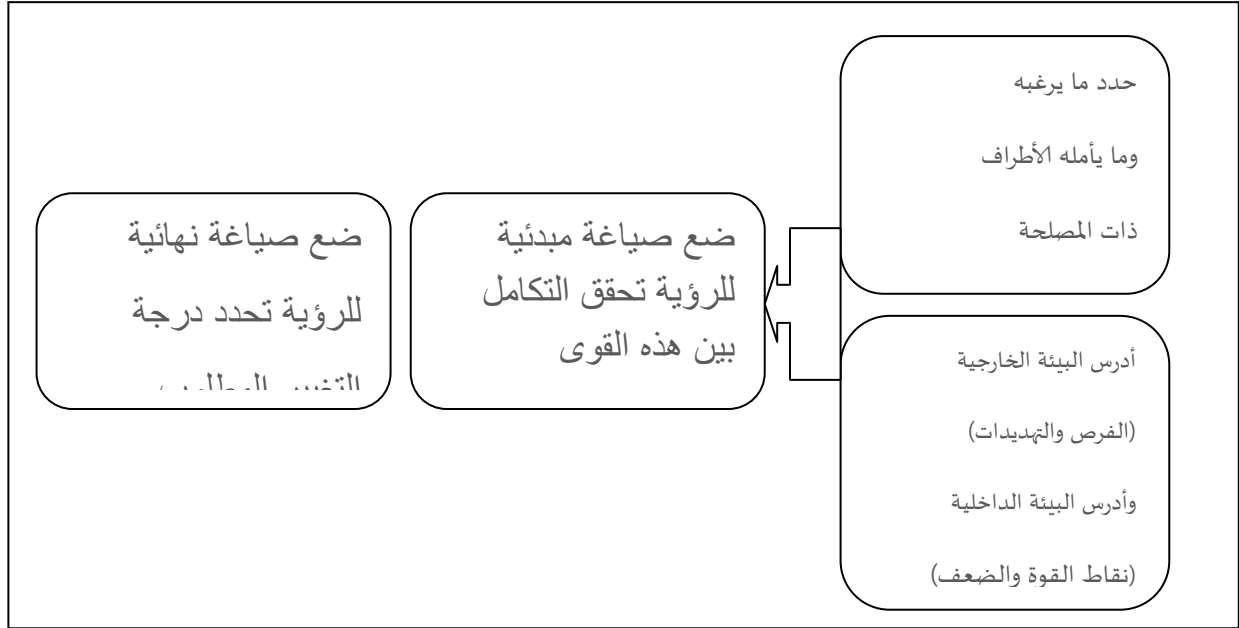 حدد ما يرغبه
وما يأمله الأطراف
ذات المصلحة
أدرس البيئة الخارجية
(الفرص والتهديدات)
وأدرس البيئة الداخلية
(نقاط القوة والضعف)
ضع صياغة مبدئية
للرؤية تحقق التكامل
بين هذه القوى
ضع صياغة نهائية
للرؤية تحدد درجة